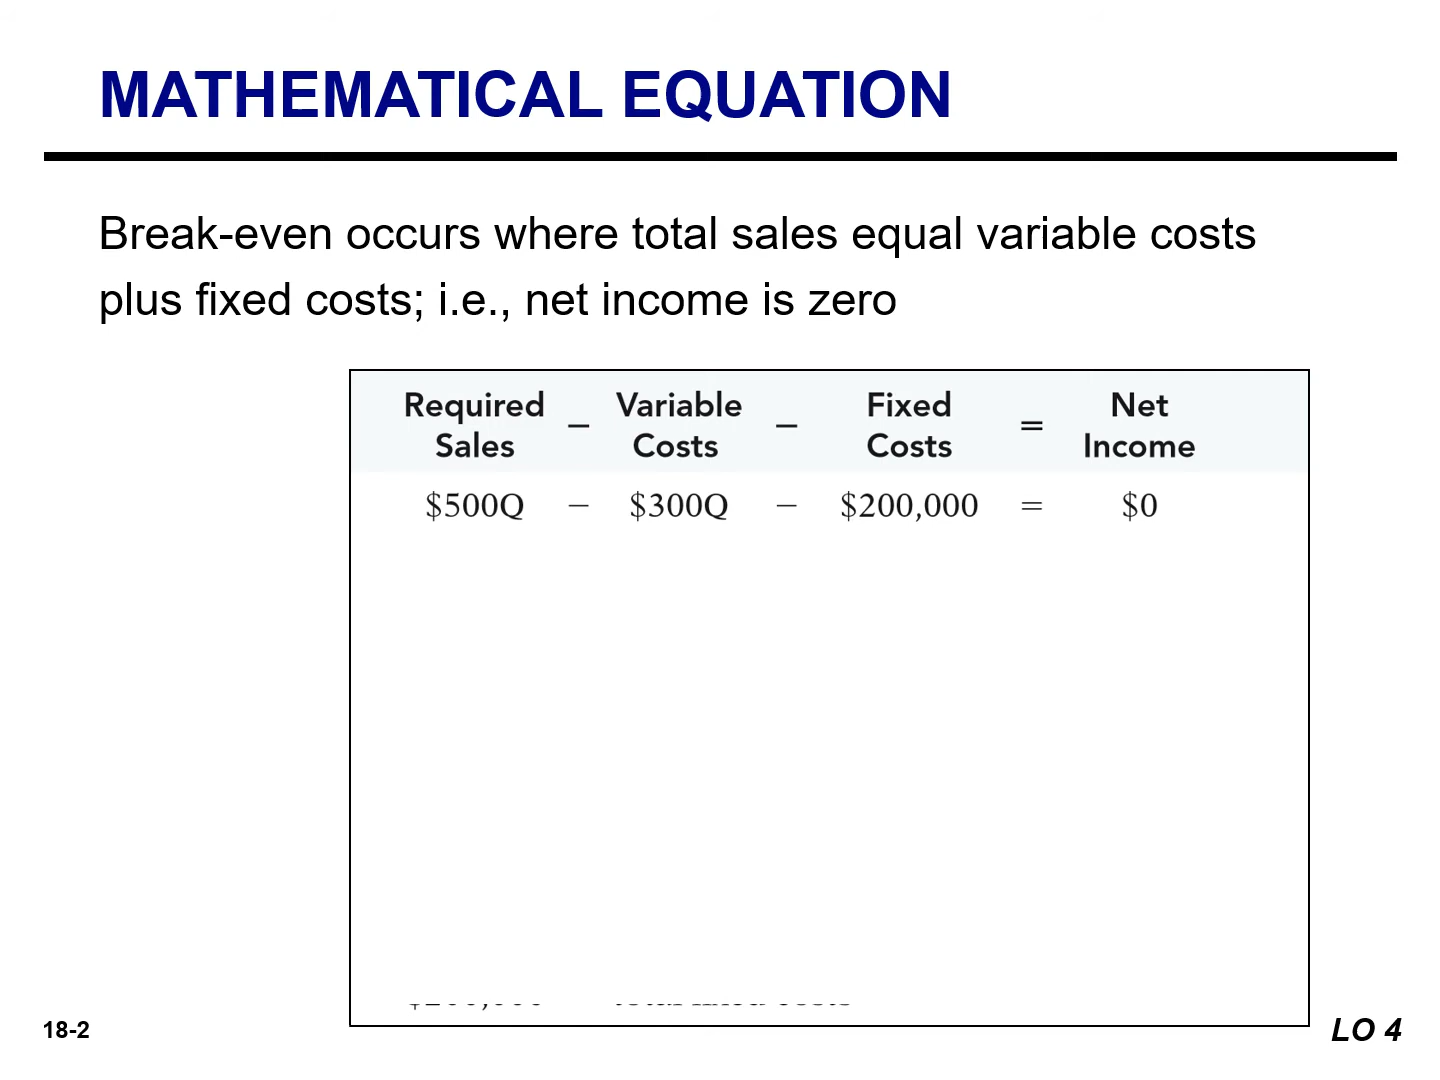 MATHEMATICAL EQUATION
Break-even occurs where total sales equal variable costs
plus fixed costs; i.e., net income is zero
Required Sales – Variable Costs – Fixed Costs = Net Income
$500Q – $300Q – $200,000 = $0
18-2
LO 4